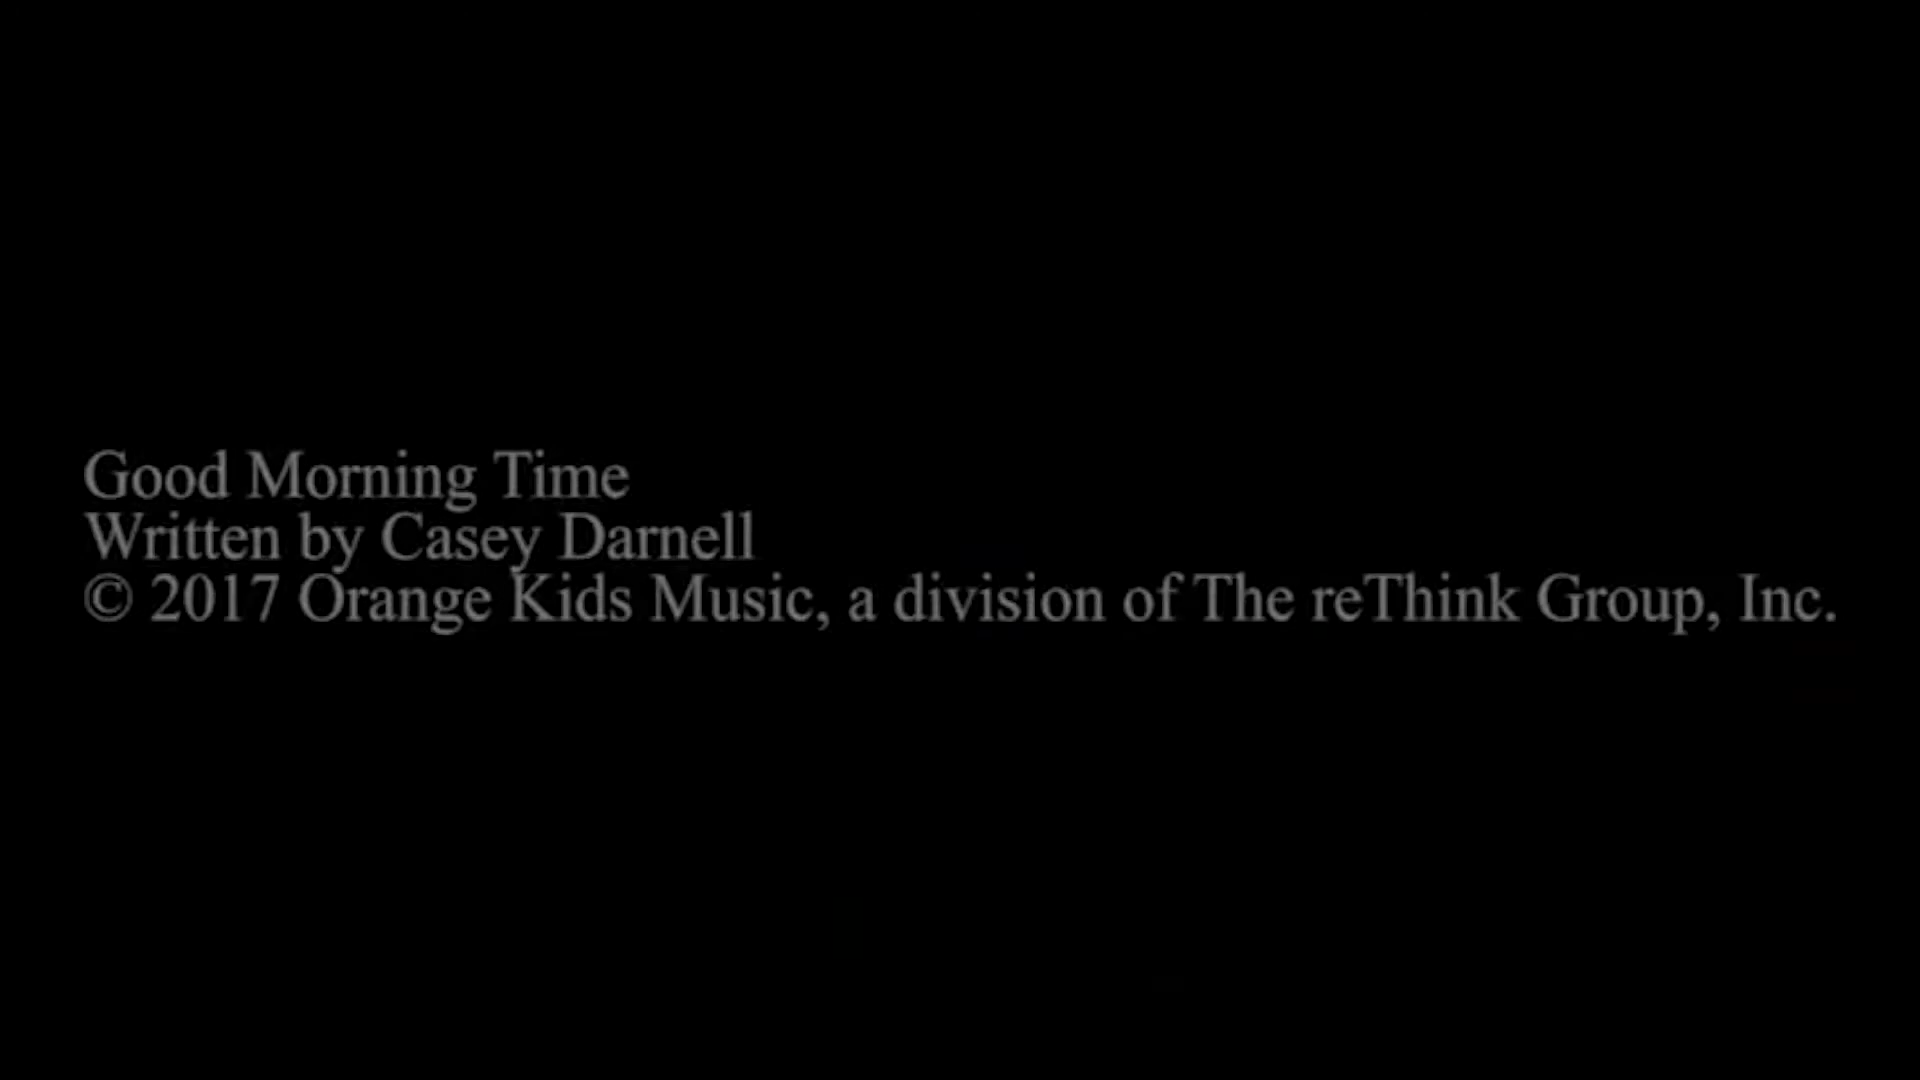 Good Morning Time
Written by Casey Darnell
© 2017 Orange Kids Music, a division of The reThink Group, Inc.